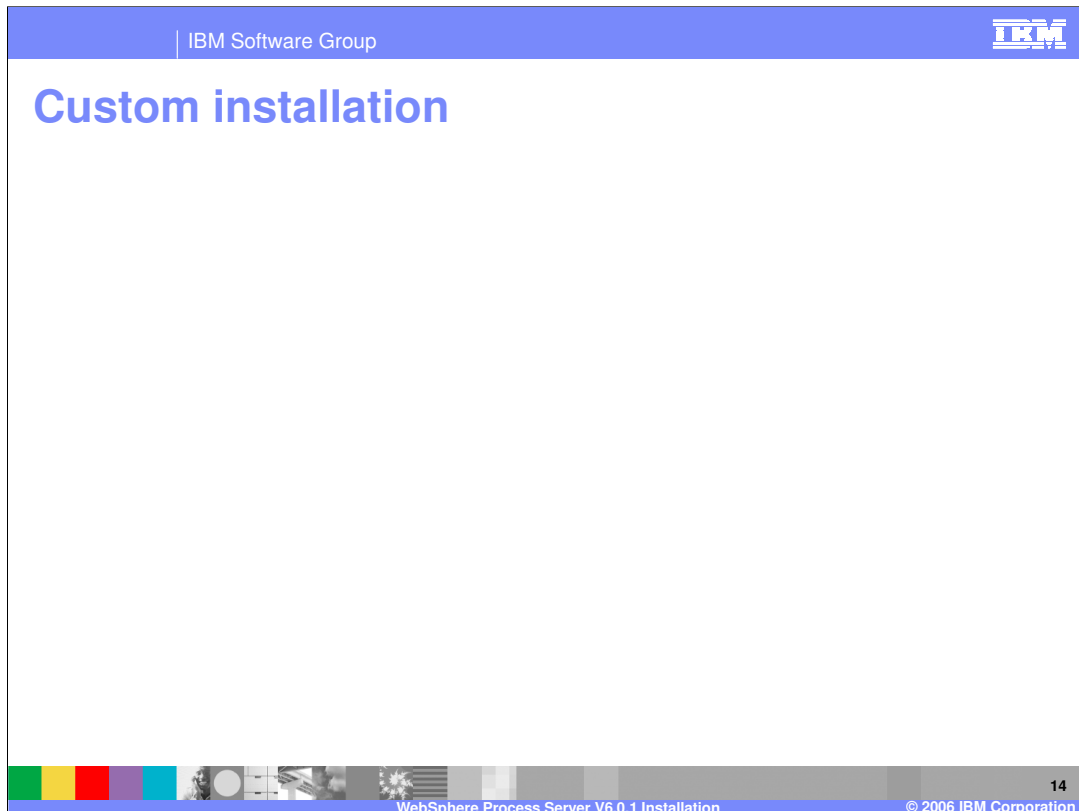 IBM Software Group
IBM
Custom installation
14
WebSphere Process Server V6.0.1 Installation
© 2006 IBM Corporation